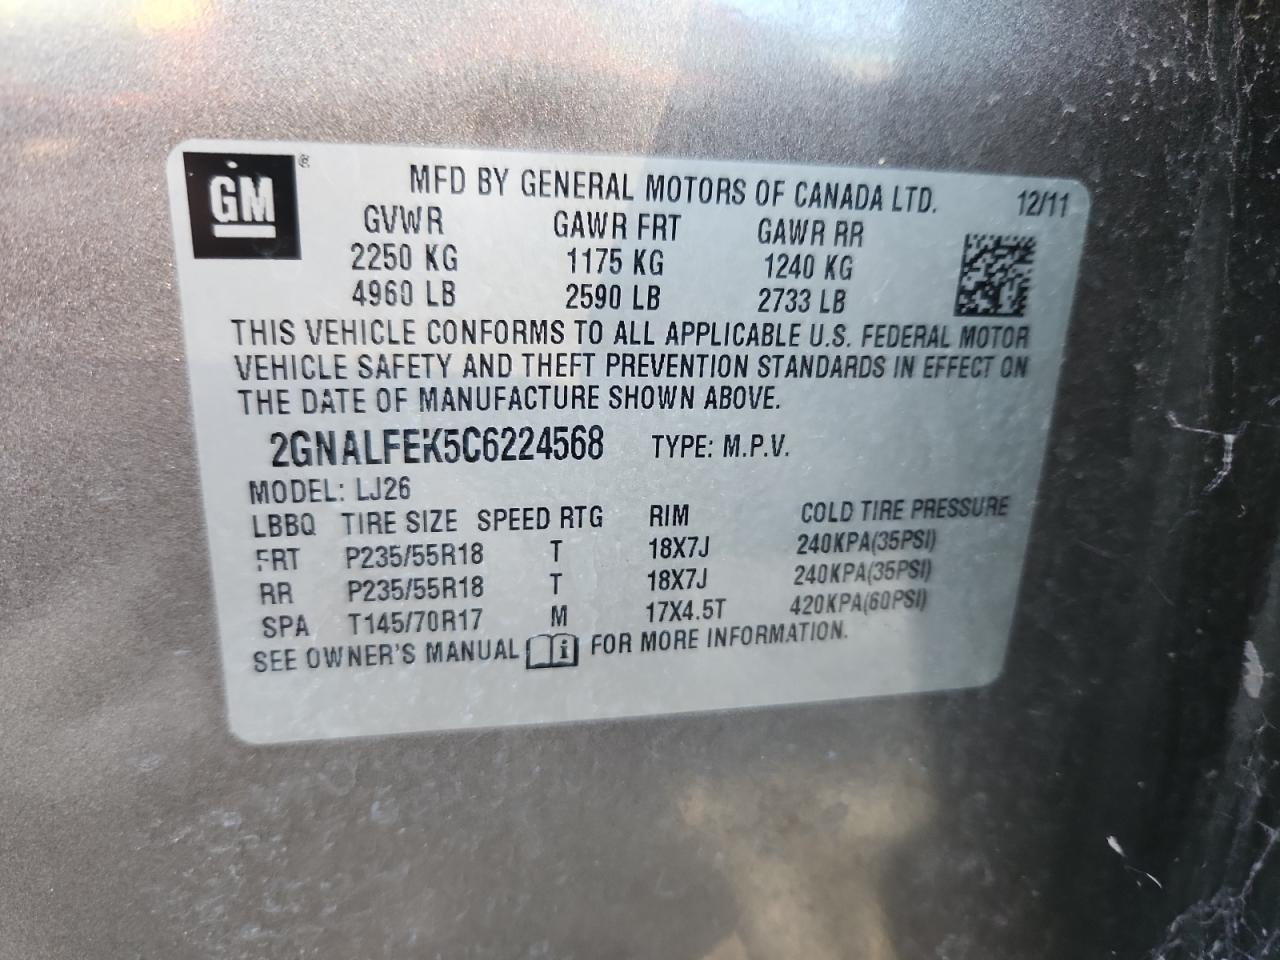 GM ®
MFD BY GENERAL MOTORS OF CANADA LTD. 12/11
GVWR GAWR FRT GAWR RR
2250 KG 1175 KG 1240 KG
4960 LB 2590 LB 2733 LB
THIS VEHICLE CONFORMS TO ALL APPLICABLE U.S. FEDERAL MOTOR
VEHICLE SAFETY AND THEFT PREVENTION STANDARDS IN EFFECT ON
THE DATE OF MANUFACTURE SHOWN ABOVE.
2GNALFEK5C6224568 TYPE: M.P.V.
MODEL: LJ26
LBBQ TIRE SIZE SPEED RTG RIM COLD TIRE PRESSURE
FRT P235/55R18 T 18X7J 240KPA(35PSI)
RR P235/55R18 T 18X7J 240KPA(35PSI)
SPA T145/70R17 M 17X4.5T 420KPA(60PSI)
SEE OWNER'S MANUAL i FOR MORE INFORMATION.